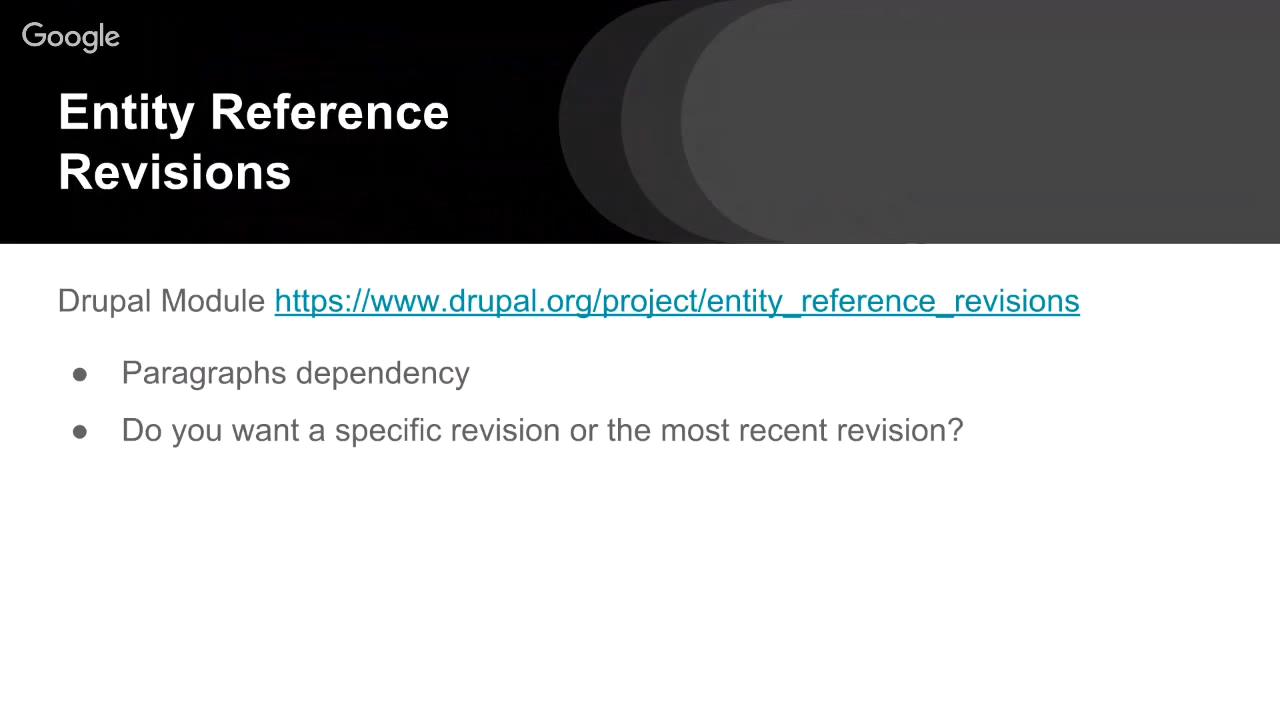 Google
Entity Reference
Revisions
Drupal Module https://www.drupal.org/project/entity_reference_revisions
● Paragraphs dependency
● Do you want a specific revision or the most recent revision?